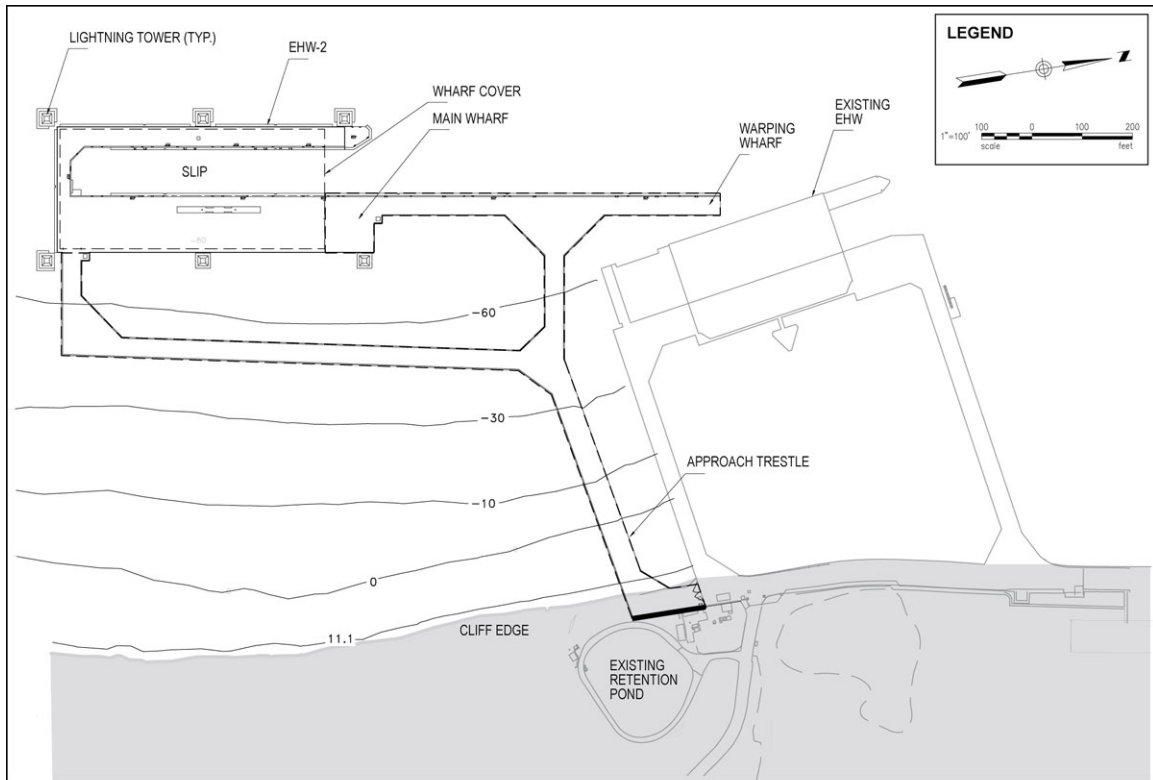 LIGHTNING TOWER (TYP.)
EHW-2
WHARF COVER
MAIN WHARF
SLIP
-80
EXISTING
EHW
WARPING
WHARF
LEGEND
N
1"=100'
100 0 100 200
scale feet
-60
-30
-10
APPROACH TRESTLE
0
11.1
CLIFF EDGE
EXISTING
RETENTION
POND